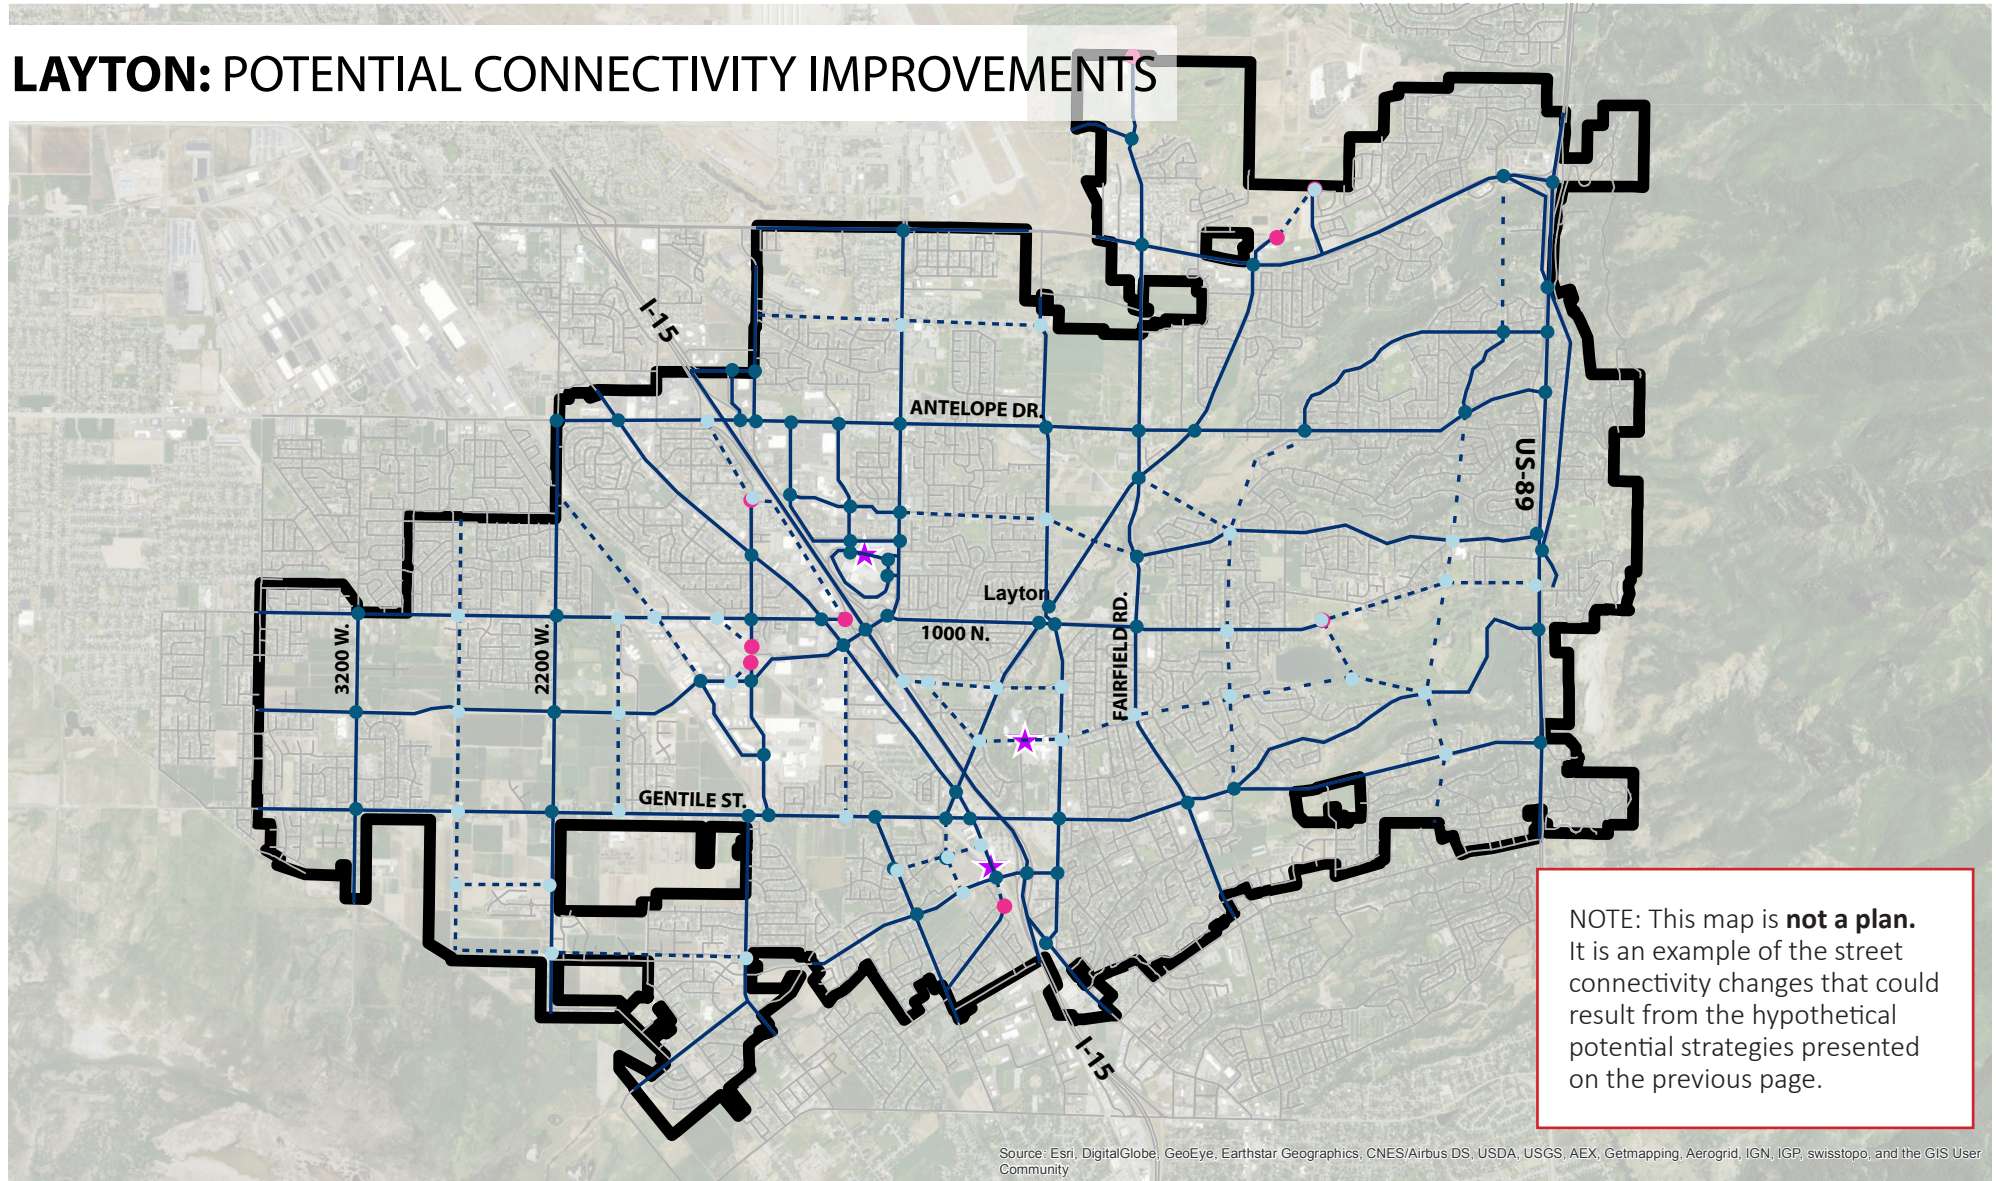 LAYTON: POTENTIAL CONNECTIVITY IMPROVEMENTS
I-15
ANTELOPE DR.
US-89
Layton
1000 N.
FAIRFIELD RD.
3200 W.
2200 W.
GENTILE ST.
I-15
NOTE: This map is not a plan.
It is an example of the street
connectivity changes that could
result from the hypothetical
potential strategies presented
on the previous page.
Source: Esri, DigitalGlobe, GeoEye, Earthstar Geographics, CNES/Airbus DS, USDA, USGS, AEX, Getmapping, Aerogrid, IGN, IGP, swisstopo, and the GIS User
Community